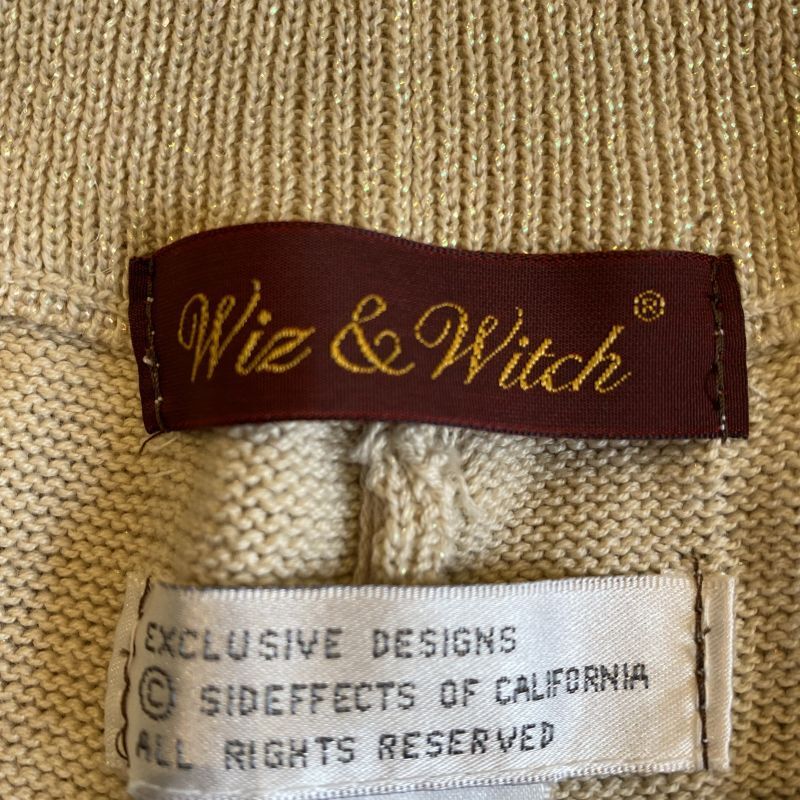 Wiz & Witch ®
EXCLUSIVE DESIGNS
© SIDEFFECTS OF CALIFORNIA
ALL RIGHTS RESERVED